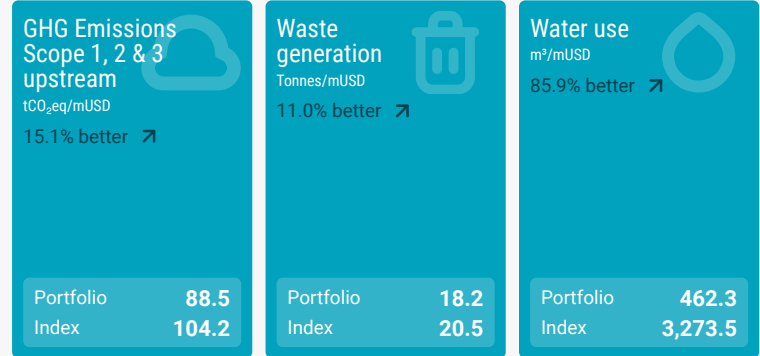 GHG Emissions
Scope 1, 2 & 3
upstream
tCO₂eq/mUSD
15.1% better
Portfolio 88.5
Index 104.2
Waste
generation
Tonnes/mUSD
11.0% better
Portfolio 18.2
Index 20.5
Water use
m³/mUSD
85.9% better
Portfolio 462.3
Index 3,273.5